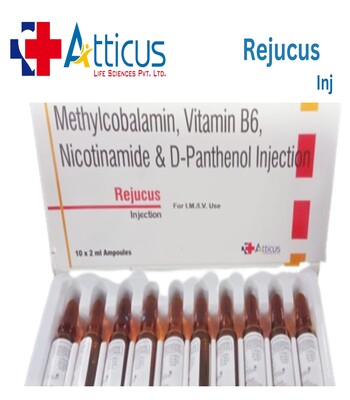 Atticus
LIFE SCIENCES PVT. LTD.
Rejucus
Inj
Methylcobalamin, Vitamin B6,
Nicotinamide & D-Panthenol Injection
Rejucus
Injection
For I.M./I.V. Use
10 x 2 ml Ampoules
Atticus